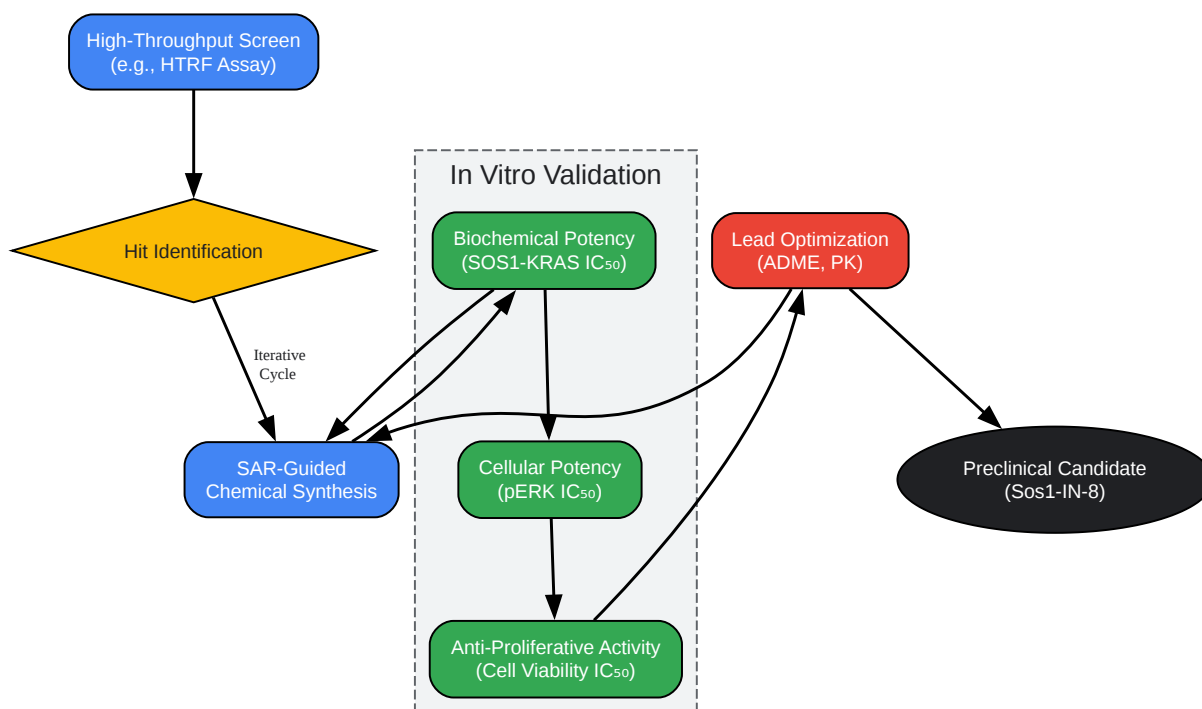 High-Throughput Screen
(e.g., HTRF Assay)
Hit Identification
Iterative
Cycle
SAR-Guided
Chemical Synthesis
In Vitro Validation
Biochemical Potency
(SOS1-KRAS IC₅₀)
Cellular Potency
(pERK IC₅₀)
Anti-Proliferative Activity
(Cell Viability IC₅₀)
Lead Optimization
(ADME, PK)
Preclinical Candidate
(Sos1-IN-8)